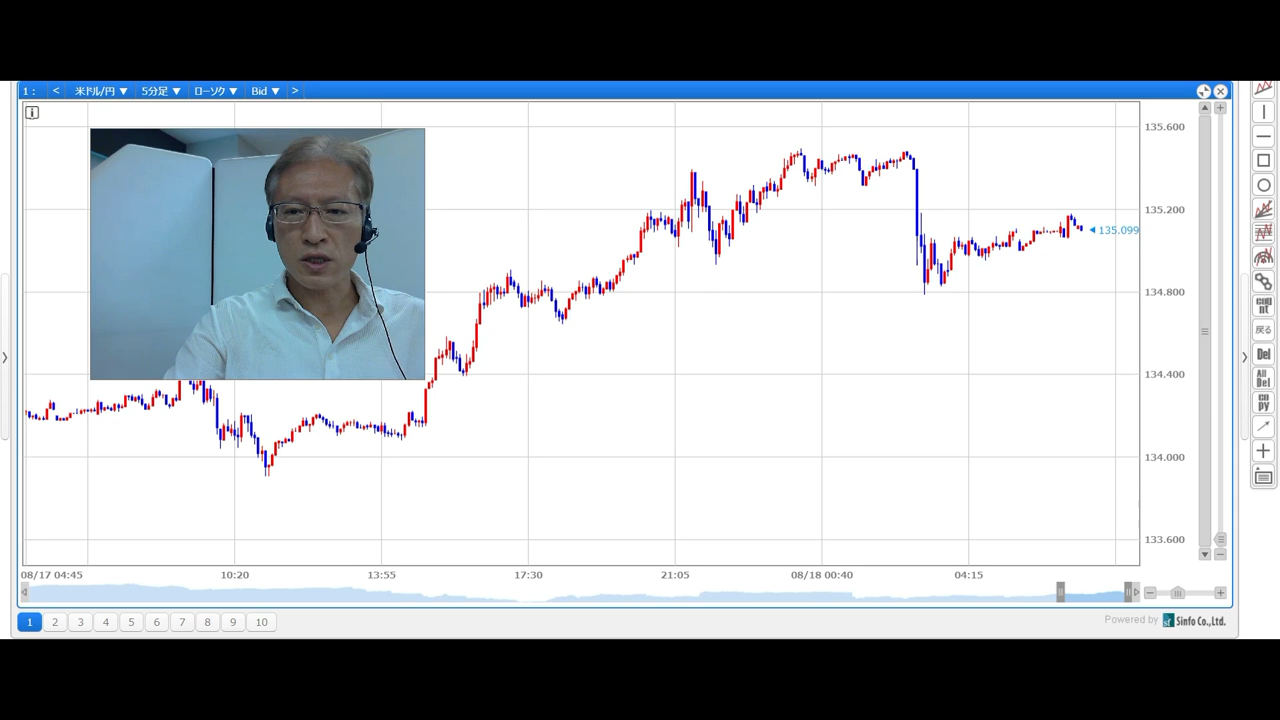 1 : < 米ドル/円 ▼ 5分足 ▼ ローソク ▼ Bid ▼ >
i
135.600
135.200
135.099
134.800
134.400
134.000
133.600
08/17 04:45 10:20 13:55 17:30 21:05 08/18 00:40 04:15
1 2 3 4 5 6 7 8 9 10
Powered by Sinfo Co.,Ltd.
戻る
Del
All
Del